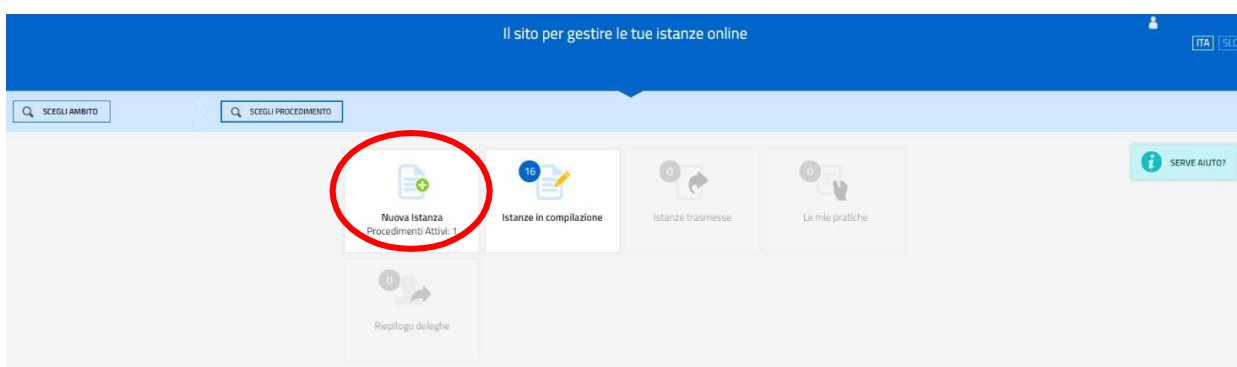 Il sito per gestire le tue istanze online
ITA
SCEGLI AMBITO
SCEGLI PROCEDIMENTO
SERVE AIUTO?
Nuova Istanza
Procedimenti Attivi: 1
16
Istanze in compilazione
0
Istanze trasmesse
0
Le mie pratiche
0
Riepilogo deleghe